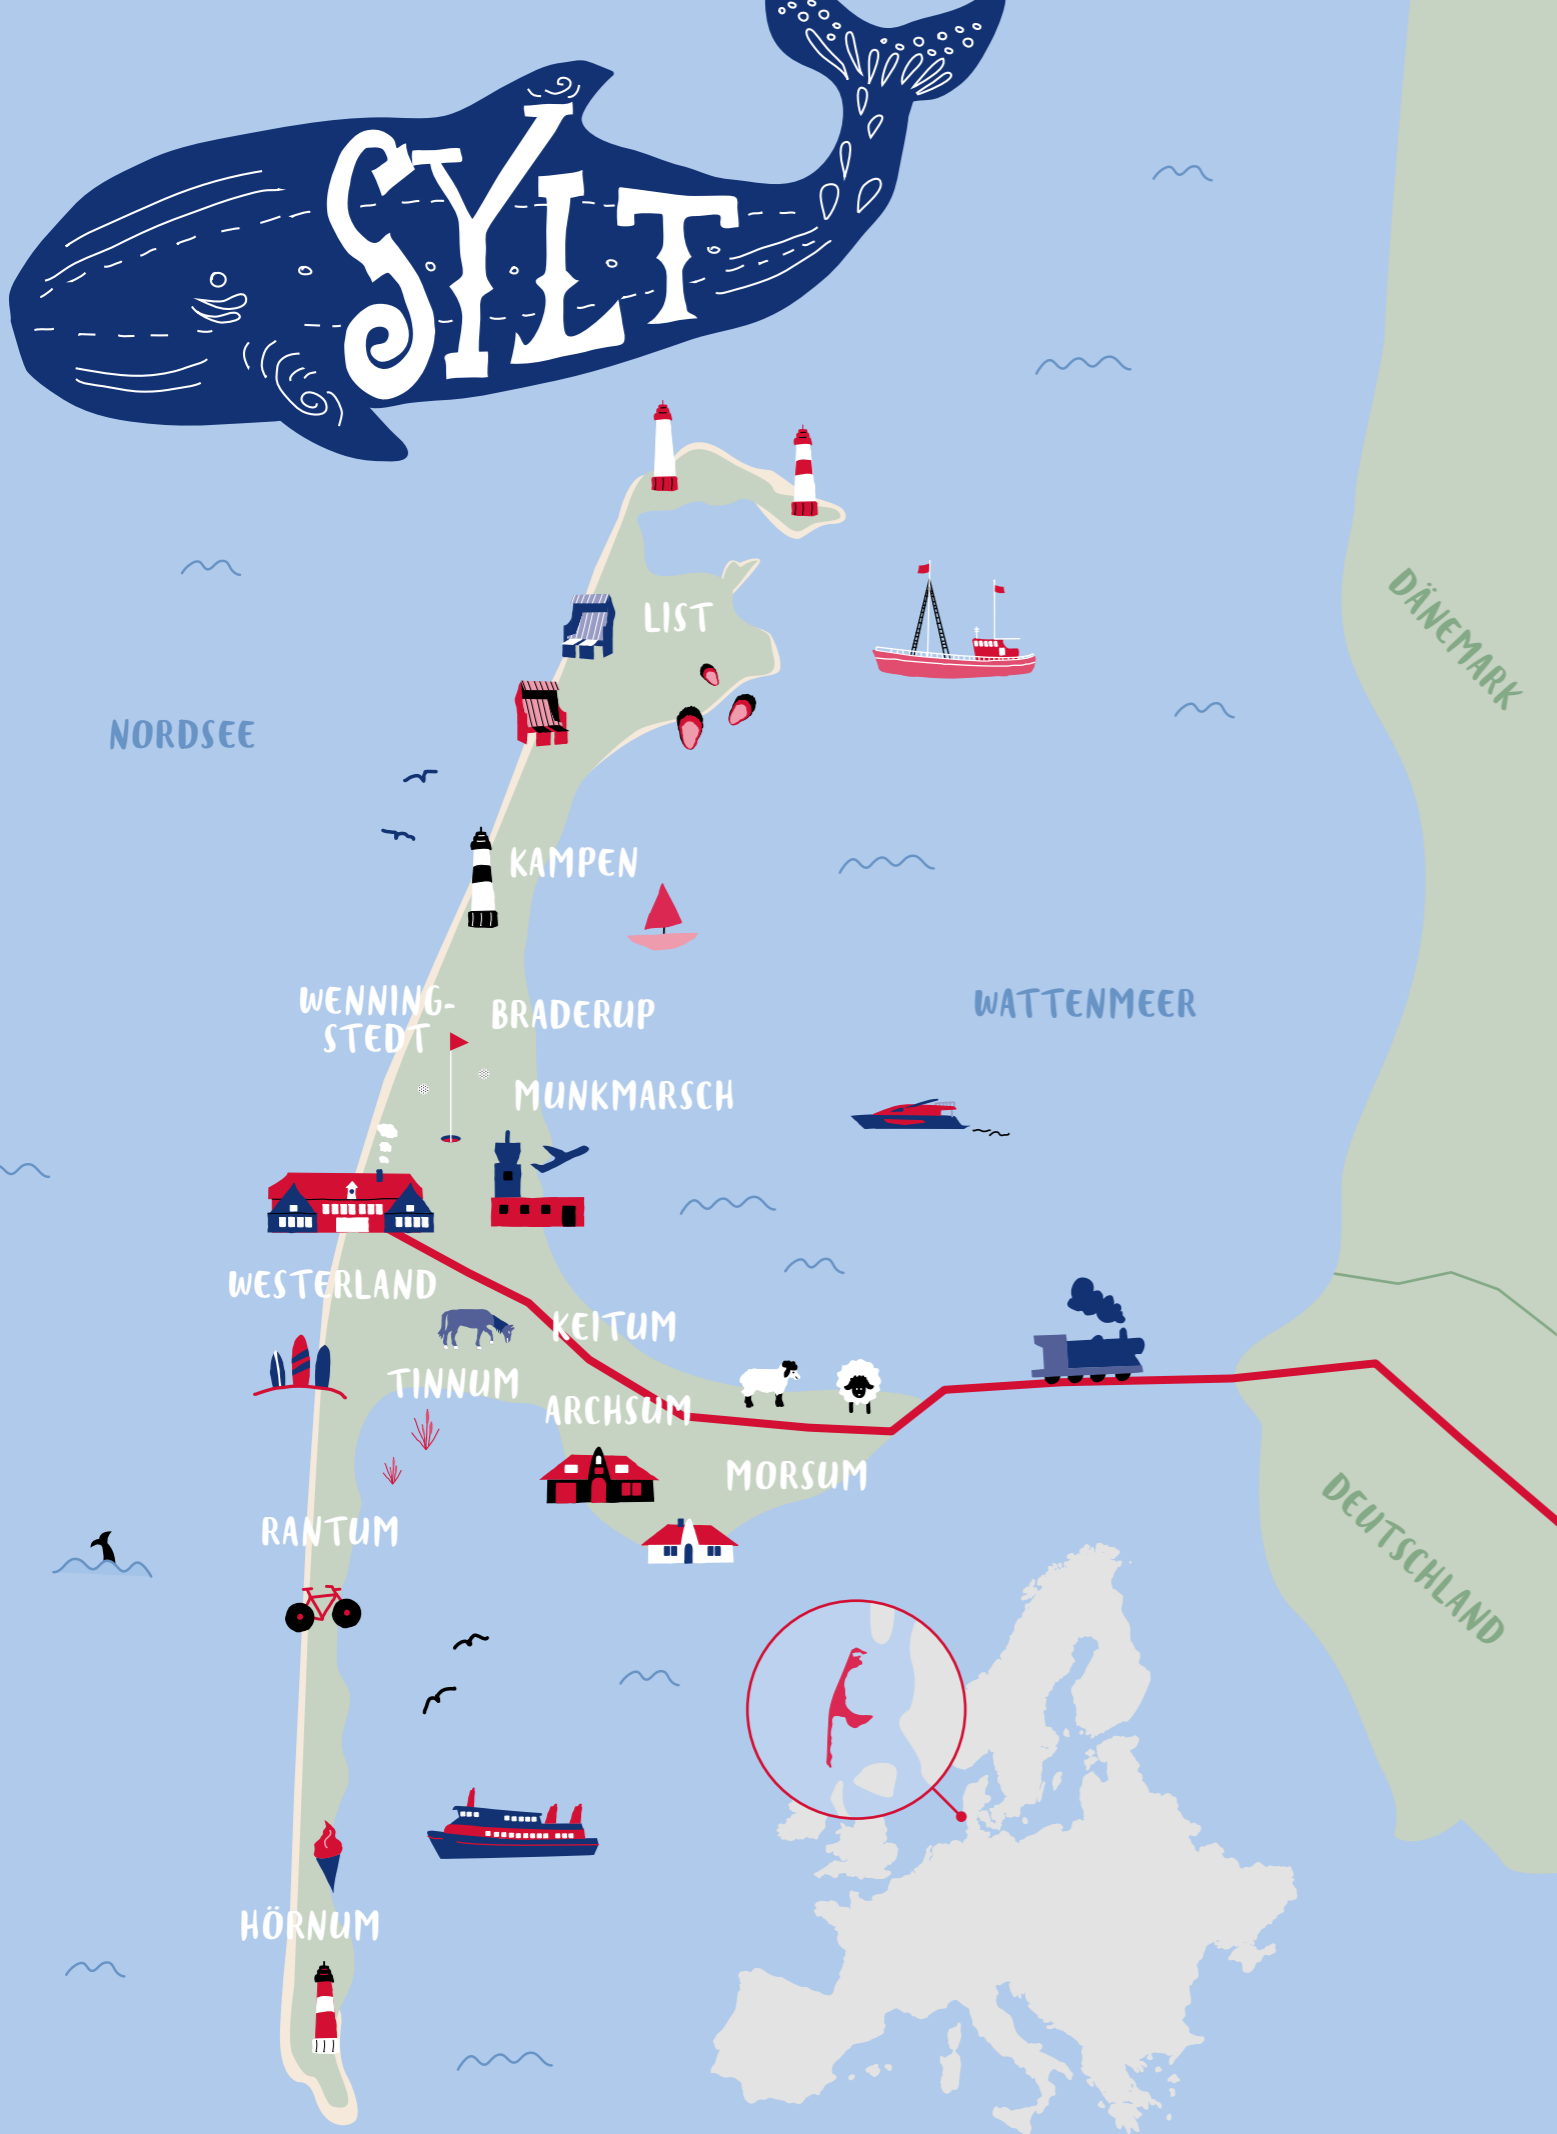 SYLT
LIST
DÄNEMARK
NORDSEE
KAMPEN
WENNING-
STEDT
BRADERUP
WATTENMEER
MUNKMARSCH
WESTERLAND
KEITUM
TINNUM
ARCHSUM
MORSUM
RANTUM
DEUTSCHLAND
HÖRNUM